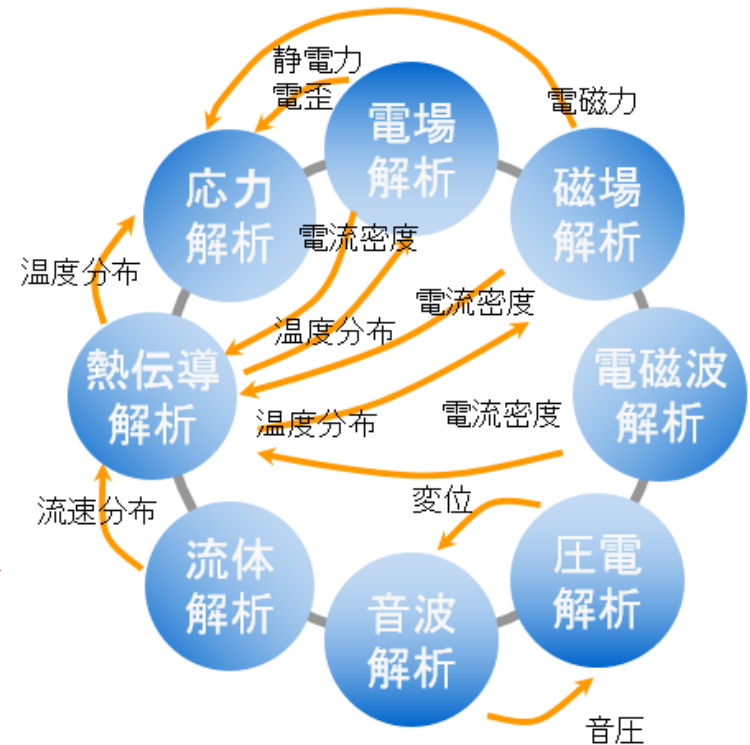 静電力
電歪
電磁力
電場
解析
応力
解析
磁場
解析
電流密度
温度分布
電流密度
温度分布
熱伝導
解析
電磁波
解析
温度分布
電流密度
流速分布
変位
流体
解析
圧電
解析
音波
解析
音圧